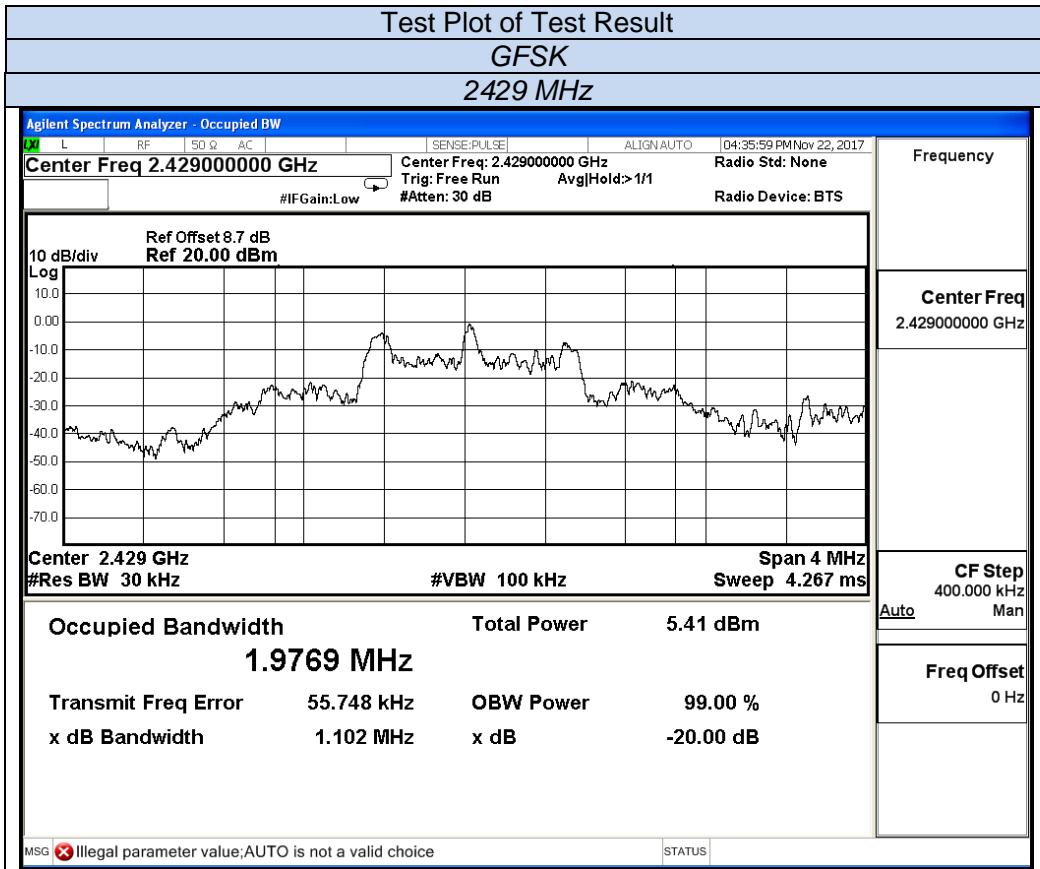 Test Plot of Test Result
GFSK
2429 MHz
Agilent Spectrum Analyzer - Occupied BW
LXI L RF 50 Ω AC SENSE:PULSE ALIGN AUTO 04:35:59 PM Nov 22, 2017
Center Freq 2.429000000 GHz
Center Freq: 2.429000000 GHz
Radio Std: None
Trig: Free Run Avg|Hold:>1/1
#IFGain:Low #Atten: 30 dB
Radio Device: BTS
Frequency
Ref Offset 8.7 dB
10 dB/div Ref 20.00 dBm
Log
10.0
0.00
-10.0
-20.0
-30.0
-40.0
-50.0
-60.0
-70.0
Center 2.429 GHz Span 4 MHz
#Res BW 30 kHz #VBW 100 kHz Sweep 4.267 ms
Center Freq
2.429000000 GHz
CF Step
400.000 kHz
Auto Man
Freq Offset
0 Hz
Occupied Bandwidth Total Power 5.41 dBm
1.9769 MHz
Transmit Freq Error 55.748 kHz OBW Power 99.00 %
x dB Bandwidth 1.102 MHz x dB -20.00 dB
MSG Illegal parameter value;AUTO is not a valid choice STATUS